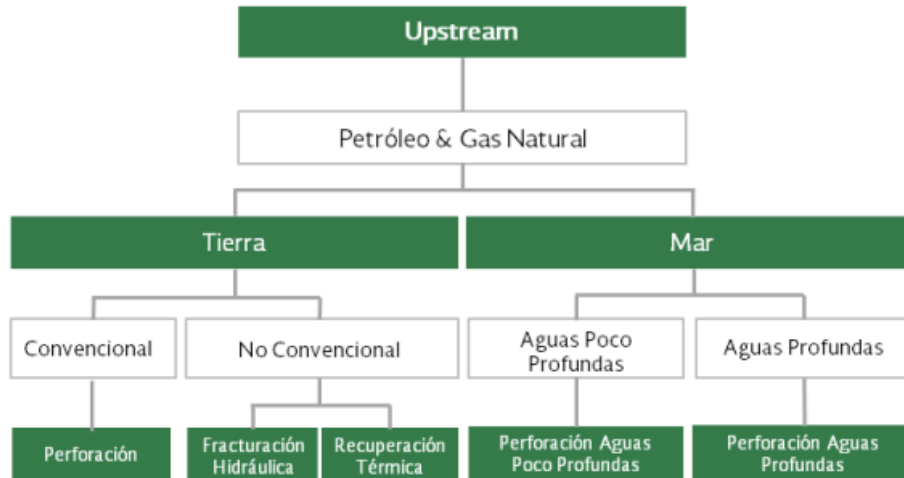 Upstream
Petróleo & Gas Natural
Tierra
Mar
Convencional
No Convencional
Aguas Poco
Profundas
Aguas Profundas
Perforación
Fracturación
Hidráulica
Recuperación
Térmica
Perforación Aguas
Poco Profundas
Perforación Aguas
Profundas